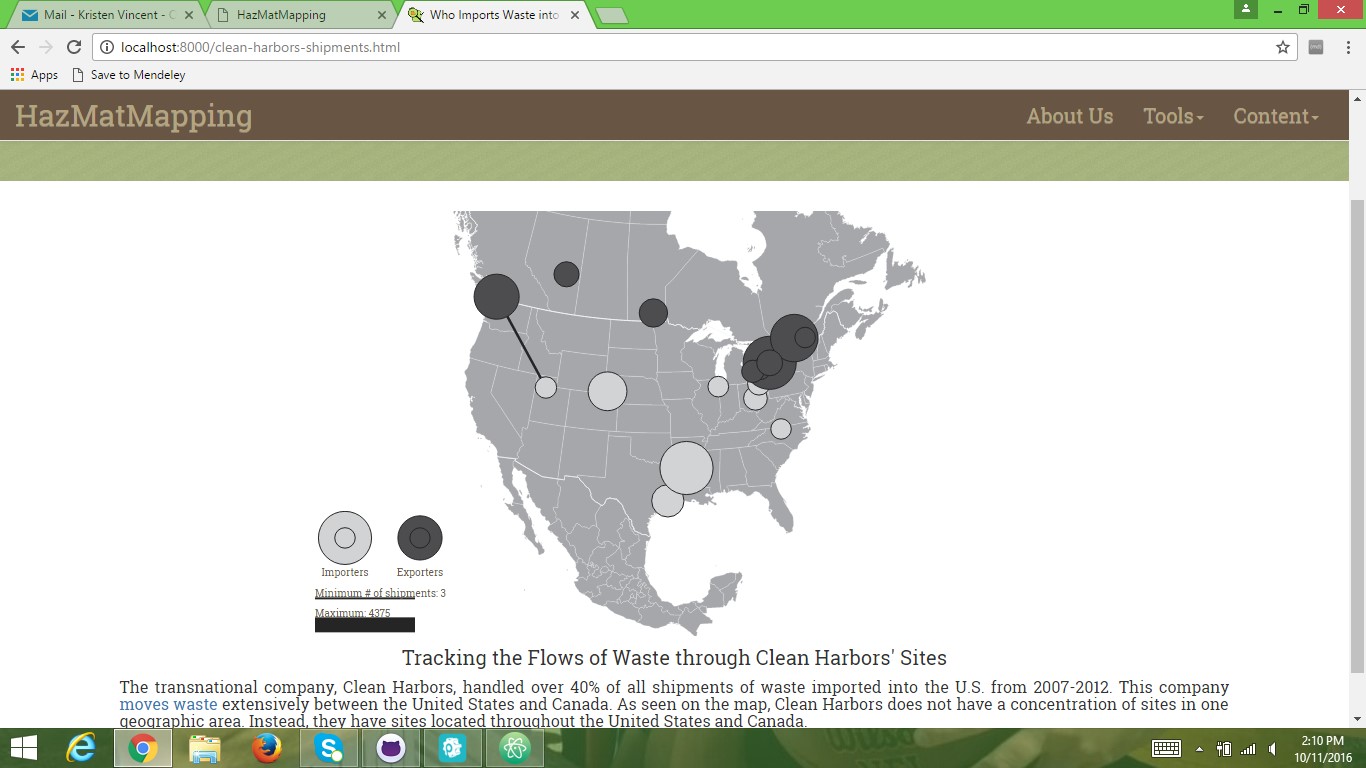 Mail - Kristen Vincent - C
HazMatMapping
Who Imports Waste into
localhost:8000/clean-harbors-shipments.html
Apps
Save to Mendeley
HazMatMapping
About Us
Tools
Content
Importers
Exporters
Minimum # of shipments: 3
Maximum: 4375
Tracking the Flows of Waste through Clean Harbors' Sites
The transnational company, Clean Harbors, handled over 40% of all shipments of waste imported into the U.S. from 2007-2012. This company
moves waste extensively between the United States and Canada. As seen on the map, Clean Harbors does not have a concentration of sites in one
geographic area. Instead, they have sites located throughout the United States and Canada.
2:10 PM
10/11/2016